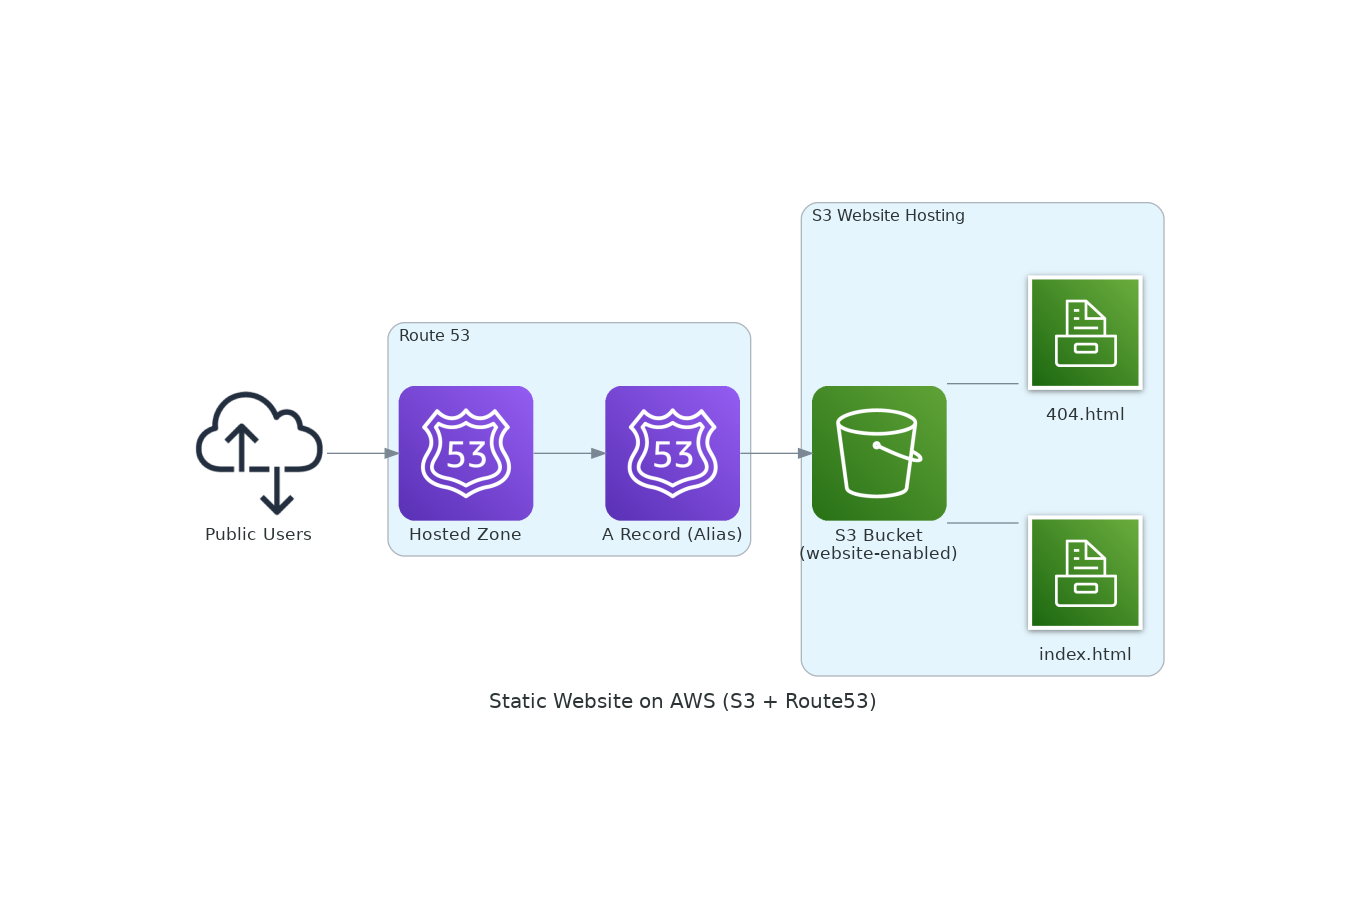 S3 Website Hosting
Route 53
53
53
404.html
Public Users
Hosted Zone
A Record (Alias)
S3 Bucket
(website-enabled)
index.html
Static Website on AWS (S3 + Route53)